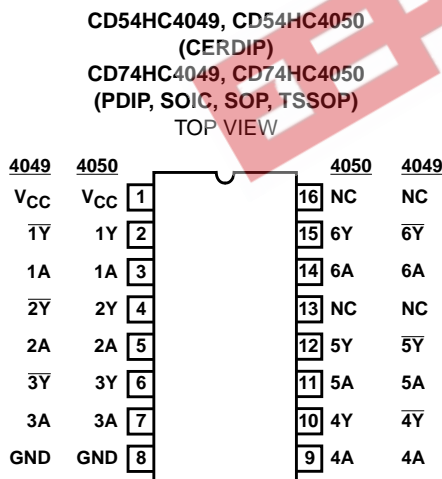 CD54HC4049, CD54HC4050
(CERDIP)
CD74HC4049, CD74HC4050
(PDIP, SOIC, SOP, TSSOP)
TOP VIEW
4049 4050 4050 4049
VCC VCC 1 16 NC NC
1Y̅ 1Y 2 15 6Y 6Y̅
1A 1A 3 14 6A 6A
2Y̅ 2Y 4 13 NC NC
2A 2A 5 12 5Y 5Y̅
3Y̅ 3Y 6 11 5A 5A
3A 3A 7 10 4Y 4Y̅
GND GND 8 9 4A 4A